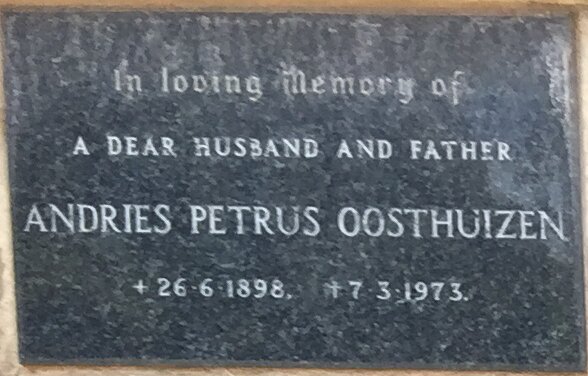 In loving Memory of
A DEAR HUSBAND AND FATHER
ANDRIES PETRUS OOSTHUIZEN
+ 26·6·1898. †7·3·1973.